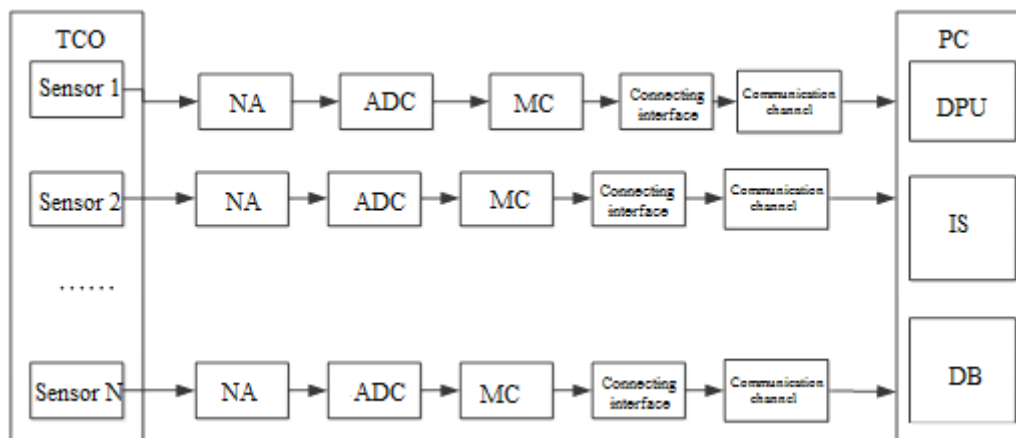 TCO
PC
Sensor 1
NA
ADC
MC
Connecting
interface
Communication
channel
DPU
Sensor 2
NA
ADC
MC
Connecting
interface
Communication
channel
IS
......
Sensor N
NA
ADC
MC
Connecting
interface
Communication
channel
DB